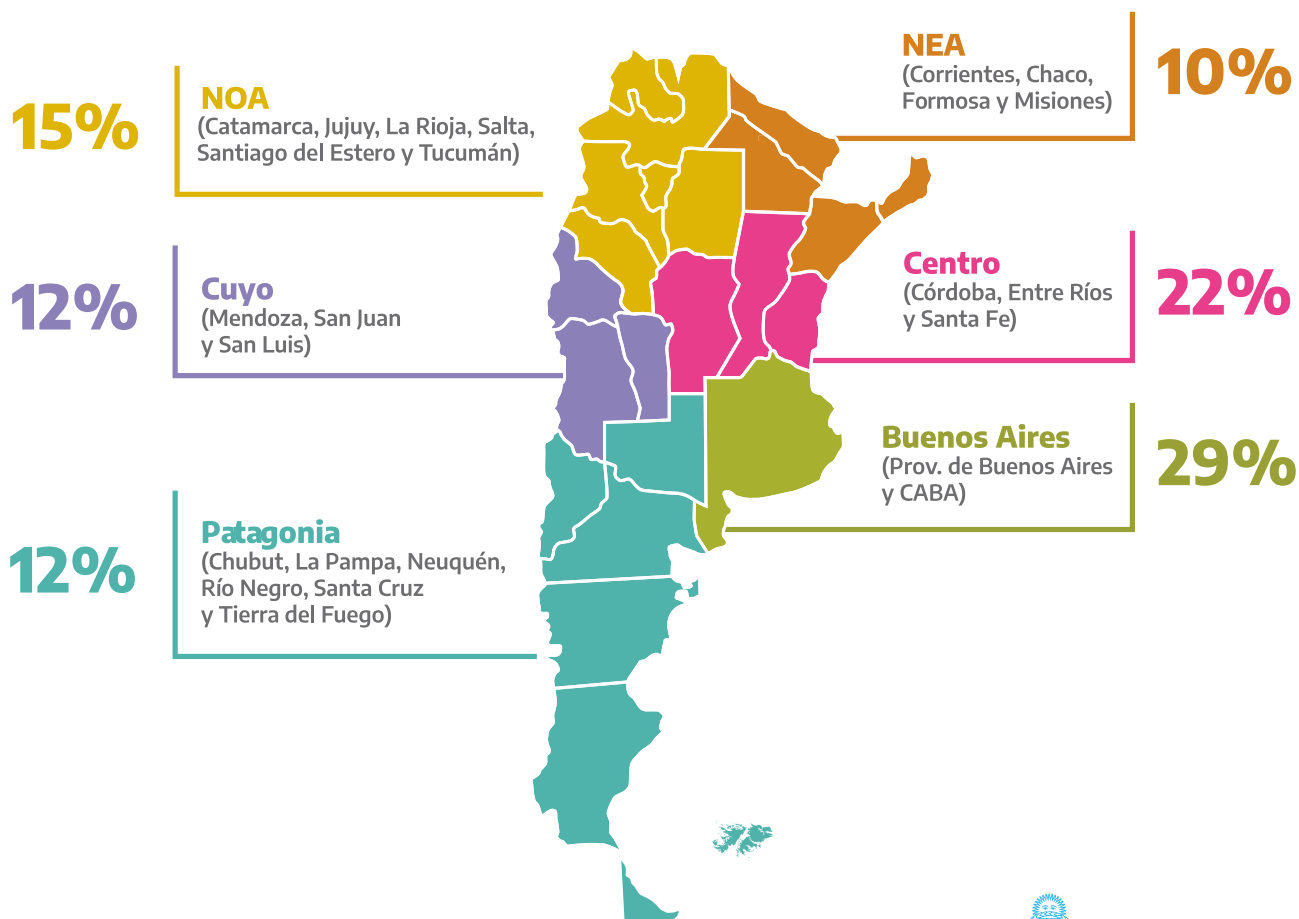 15%
NOA
(Catamarca, Jujuy, La Rioja, Salta,
Santiago del Estero y Tucumán)
NEA
(Corrientes, Chaco,
Formosa y Misiones)
10%
12%
Cuyo
(Mendoza, San Juan
y San Luis)
Centro
(Córdoba, Entre Ríos
y Santa Fe)
22%
Buenos Aires
(Prov. de Buenos Aires
y CABA)
29%
12%
Patagonia
(Chubut, La Pampa, Neuquén,
Río Negro, Santa Cruz
y Tierra del Fuego)